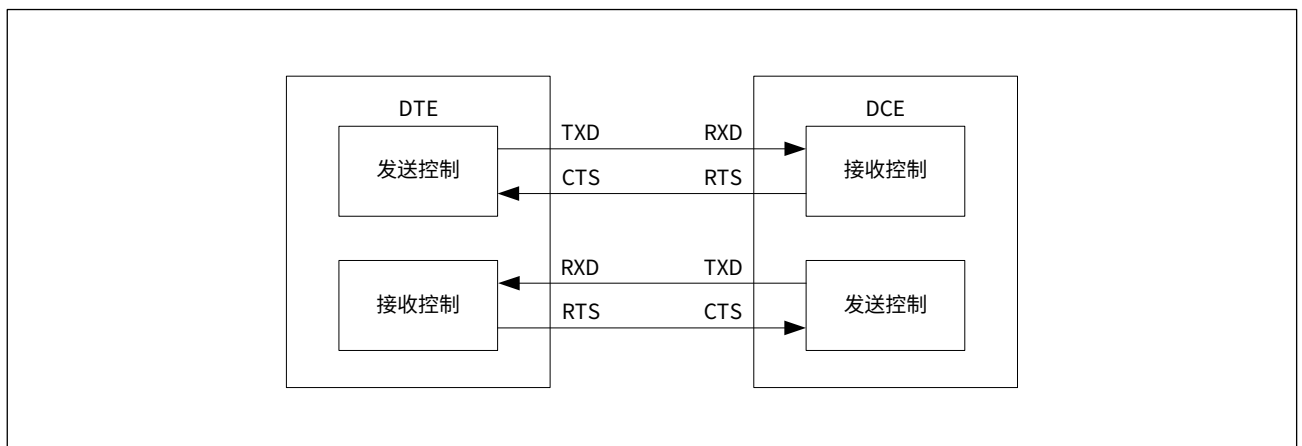 DTE DCE
TXD RXD
发送控制 接收控制
CTS RTS
RXD TXD
接收控制 发送控制
RTS CTS